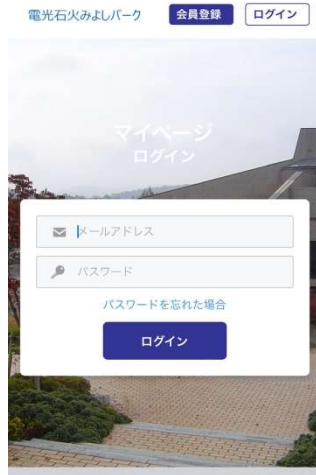 電光石火みよしパーク
会員登録
ログイン
マイページ
ログイン
メールアドレス
パスワード
パスワードを忘れた場合
ログイン